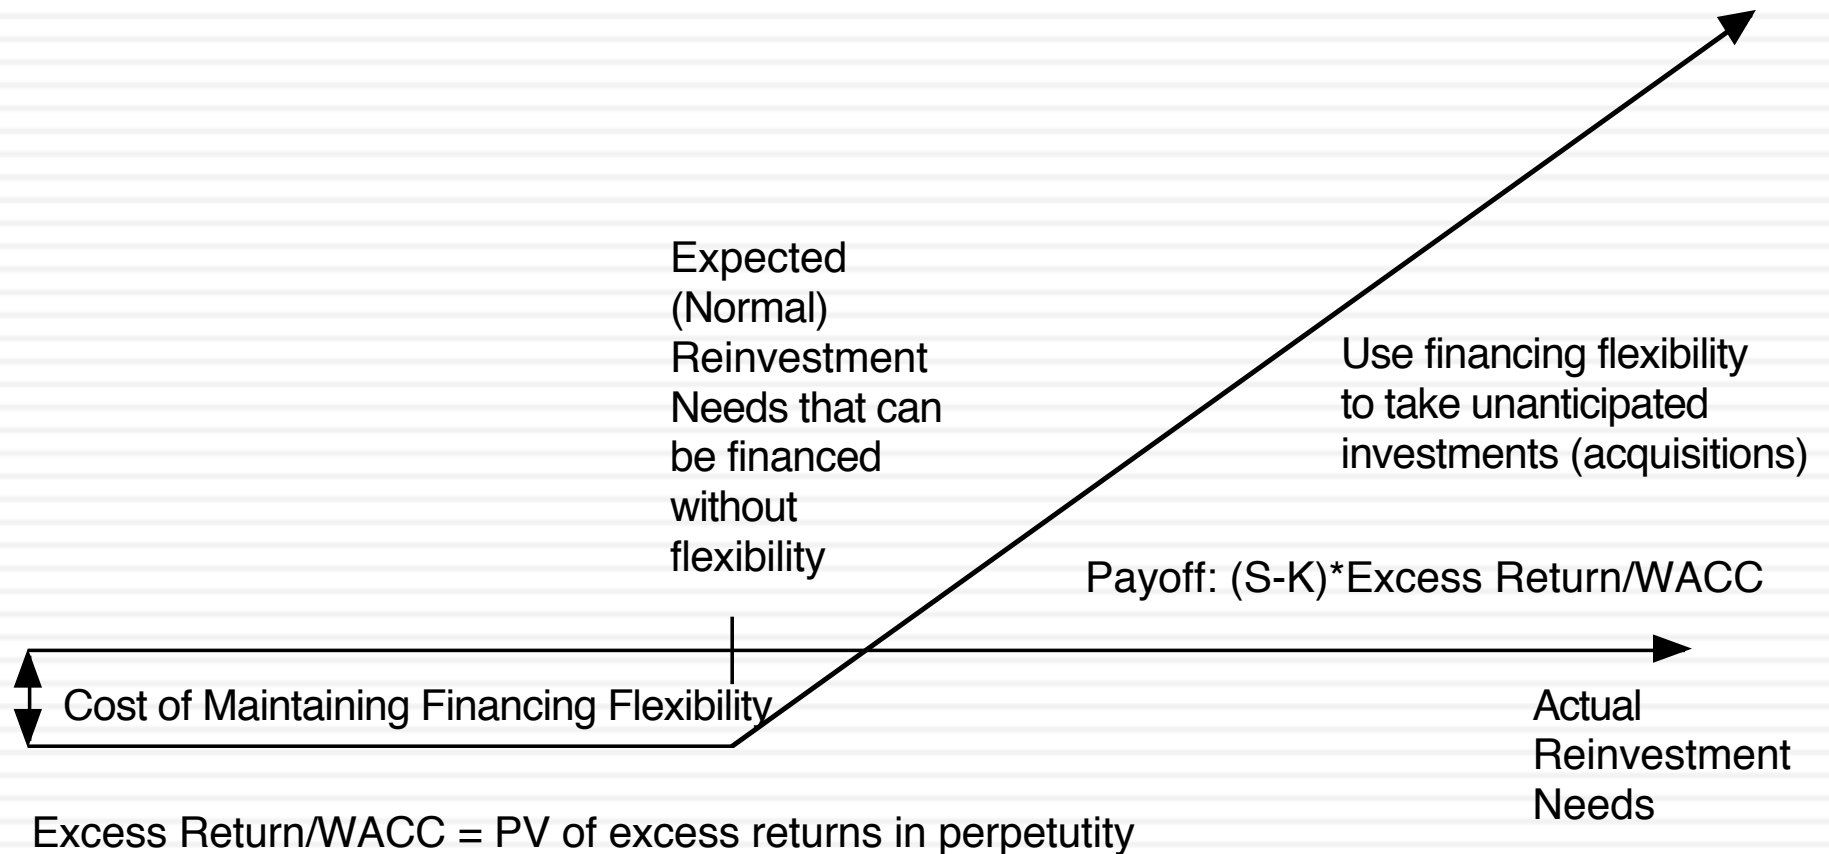 Expected
(Normal)
Reinvestment
Needs that can
be financed
without
flexibility
Use financing flexibility
to take unanticipated
investments (acquisitions)
Payoff: (S-K)*Excess Return/WACC
Cost of Maintaining Financing Flexibility
Actual
Reinvestment
Needs
Excess Return/WACC = PV of excess returns in perpetutity